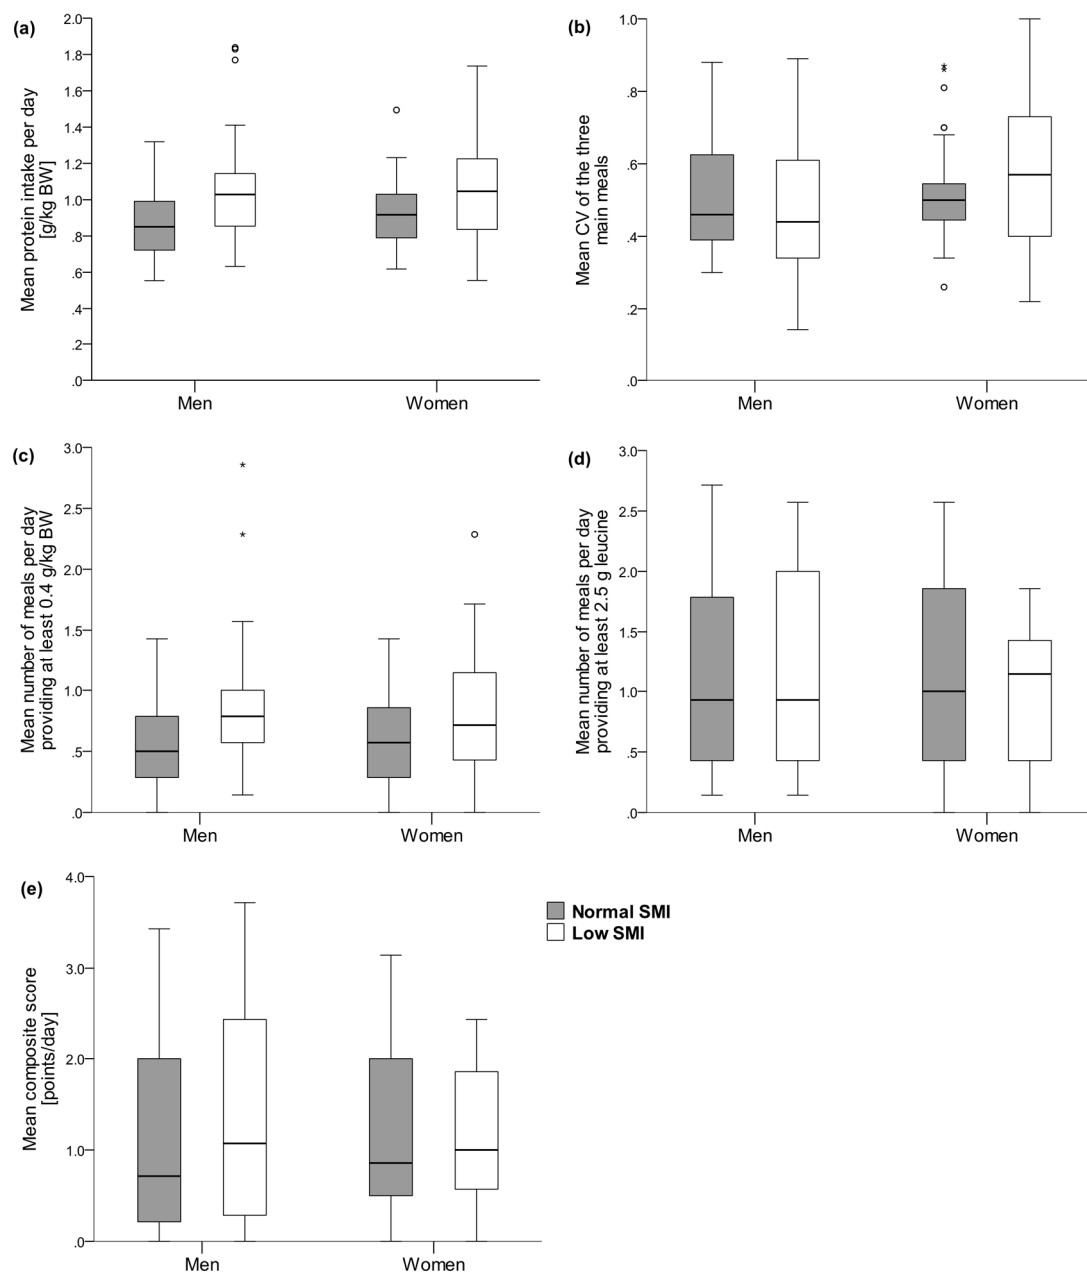 (a)
Mean protein intake per day
[g/kg BW]
2.0
1.8
1.6
1.4
1.2
1.0
.8
.6
.4
.2
.0
Men
Women
(b)
Mean CV of the three
main meals
1.0
.8
.6
.4
.2
.0
Men
Women
(c)
Mean number of meals per day
providing at least 0.4 g/kg BW
3.0
2.5
2.0
1.5
1.0
.5
.0
Men
Women
(d)
Mean number of meals per day
providing at least 2.5 g leucine
3.0
2.5
2.0
1.5
1.0
.5
.0
Men
Women
(e)
Mean composite score
[points/day]
4.0
3.0
2.0
1.0
.0
Men
Women
Normal SMI
Low SMI